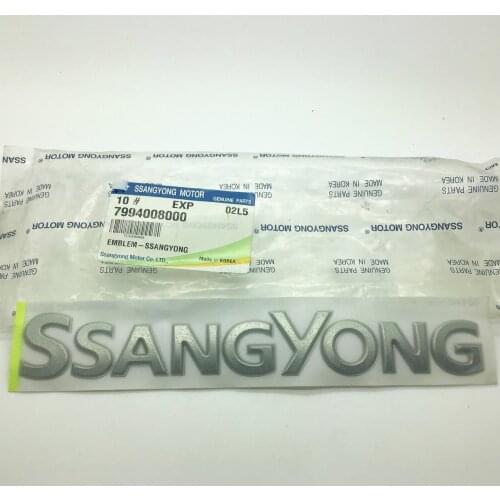 SSANGYONG MOTOR
GENUINE PARTS
MADE IN KOREA
SSANGYONG MOTOR GENUINE PARTS
10 # EXP 02L5
7994008000
EMBLEM-SSANGYONG
Ssangyong Motor Co. LTD. Made in KOREA
SSANGYONG